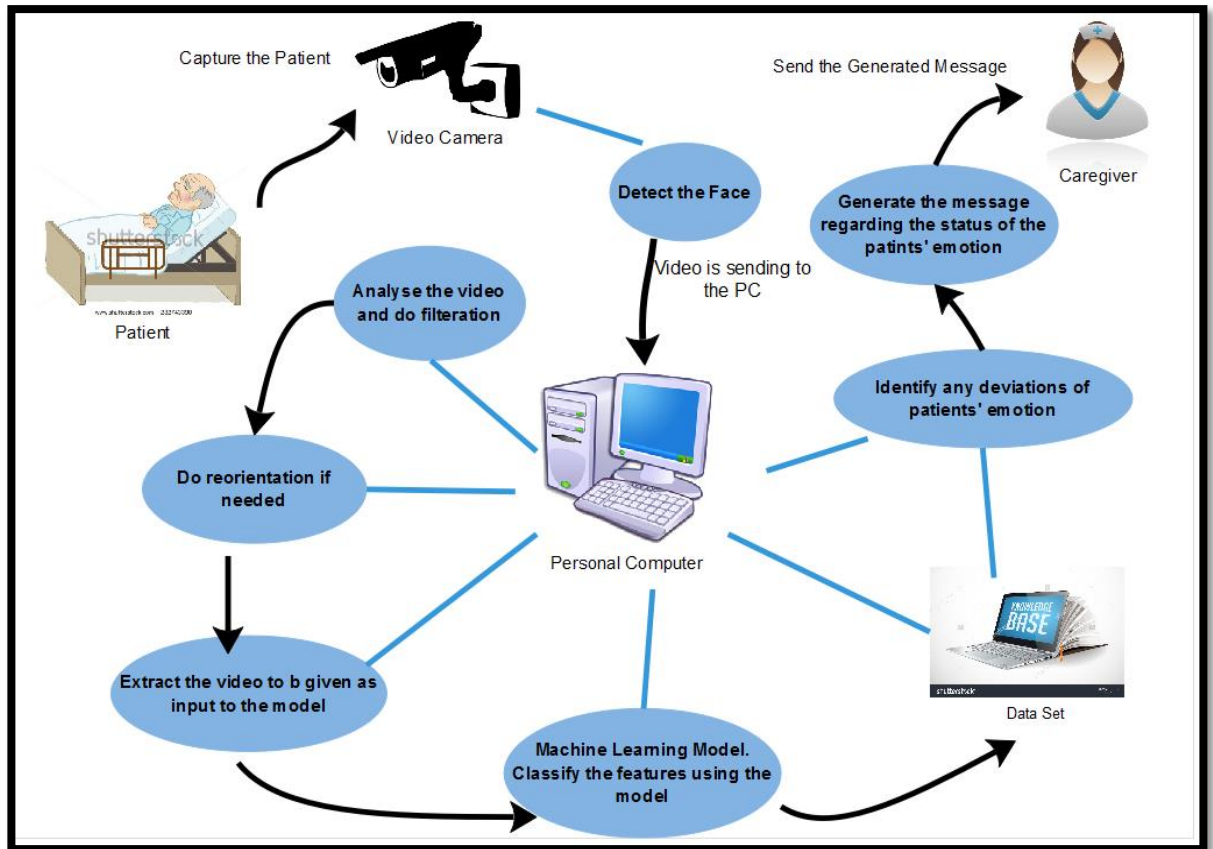 Capture the Patient
Video Camera
Send the Generated Message
Caregiver
Detect the Face
Generate the message
regarding the status of the
patints' emotion
shutterstock
Patient
Video is sending to
the PC
Analyse the video
and do filteration
Identify any deviations of
patients' emotion
Do reorientation if
needed
Personal Computer
KNOWLEDGE
BASE
shutterstock
Data Set
Extract the video to b given as
input to the model
Machine Learning Model.
Classify the features using the
model